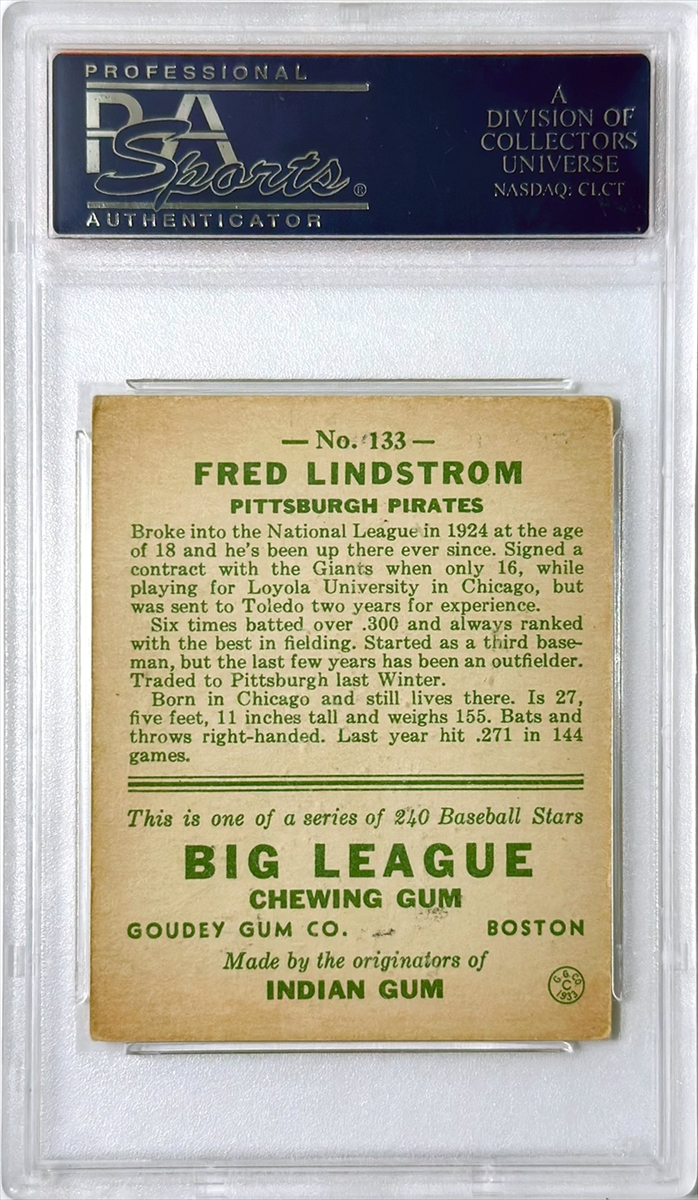 PROFESSIONAL
PSA
Sports®
AUTHENTICATOR
A
DIVISION OF
COLLECTORS
UNIVERSE
NASDAQ: CLCT
— No. 133 —
FRED LINDSTROM
PITTSBURGH PIRATES
Broke into the National League in 1924 at the age
of 18 and he's been up there ever since. Signed a
contract with the Giants when only 16, while
playing for Loyola University in Chicago, but
was sent to Toledo two years for experience.
Six times batted over .300 and always ranked
with the best in fielding. Started as a third base-
man, but the last few years has been an outfielder.
Traded to Pittsburgh last Winter.
Born in Chicago and still lives there. Is 27,
five feet, 11 inches tall and weighs 155. Bats and
throws right-handed. Last year hit .271 in 144
games.
This is one of a series of 240 Baseball Stars
BIG LEAGUE
CHEWING GUM
GOUDEY GUM CO. BOSTON
Made by the originators of
INDIAN GUM
G.G.CO.
C
1933